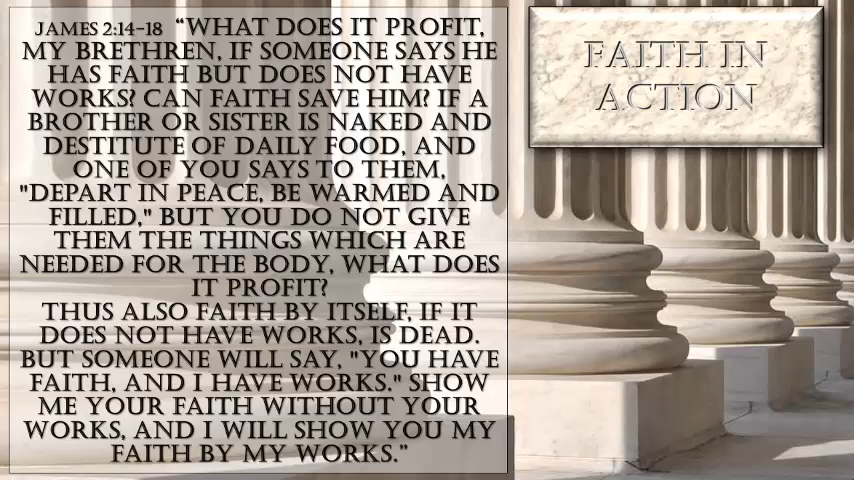 JAMES 2:14-18 “WHAT DOES IT PROFIT,
MY BRETHREN, IF SOMEONE SAYS HE
HAS FAITH BUT DOES NOT HAVE
WORKS? CAN FAITH SAVE HIM? IF A
BROTHER OR SISTER IS NAKED AND
DESTITUTE OF DAILY FOOD, AND
ONE OF YOU SAYS TO THEM,
"DEPART IN PEACE, BE WARMED AND
FILLED," BUT YOU DO NOT GIVE
THEM THE THINGS WHICH ARE
NEEDED FOR THE BODY, WHAT DOES
IT PROFIT?
THUS ALSO FAITH BY ITSELF, IF IT
DOES NOT HAVE WORKS, IS DEAD.
BUT SOMEONE WILL SAY, "YOU HAVE
FAITH, AND I HAVE WORKS." SHOW
ME YOUR FAITH WITHOUT YOUR
WORKS, AND I WILL SHOW YOU MY
FAITH BY MY WORKS.”
FAITH IN
ACTION